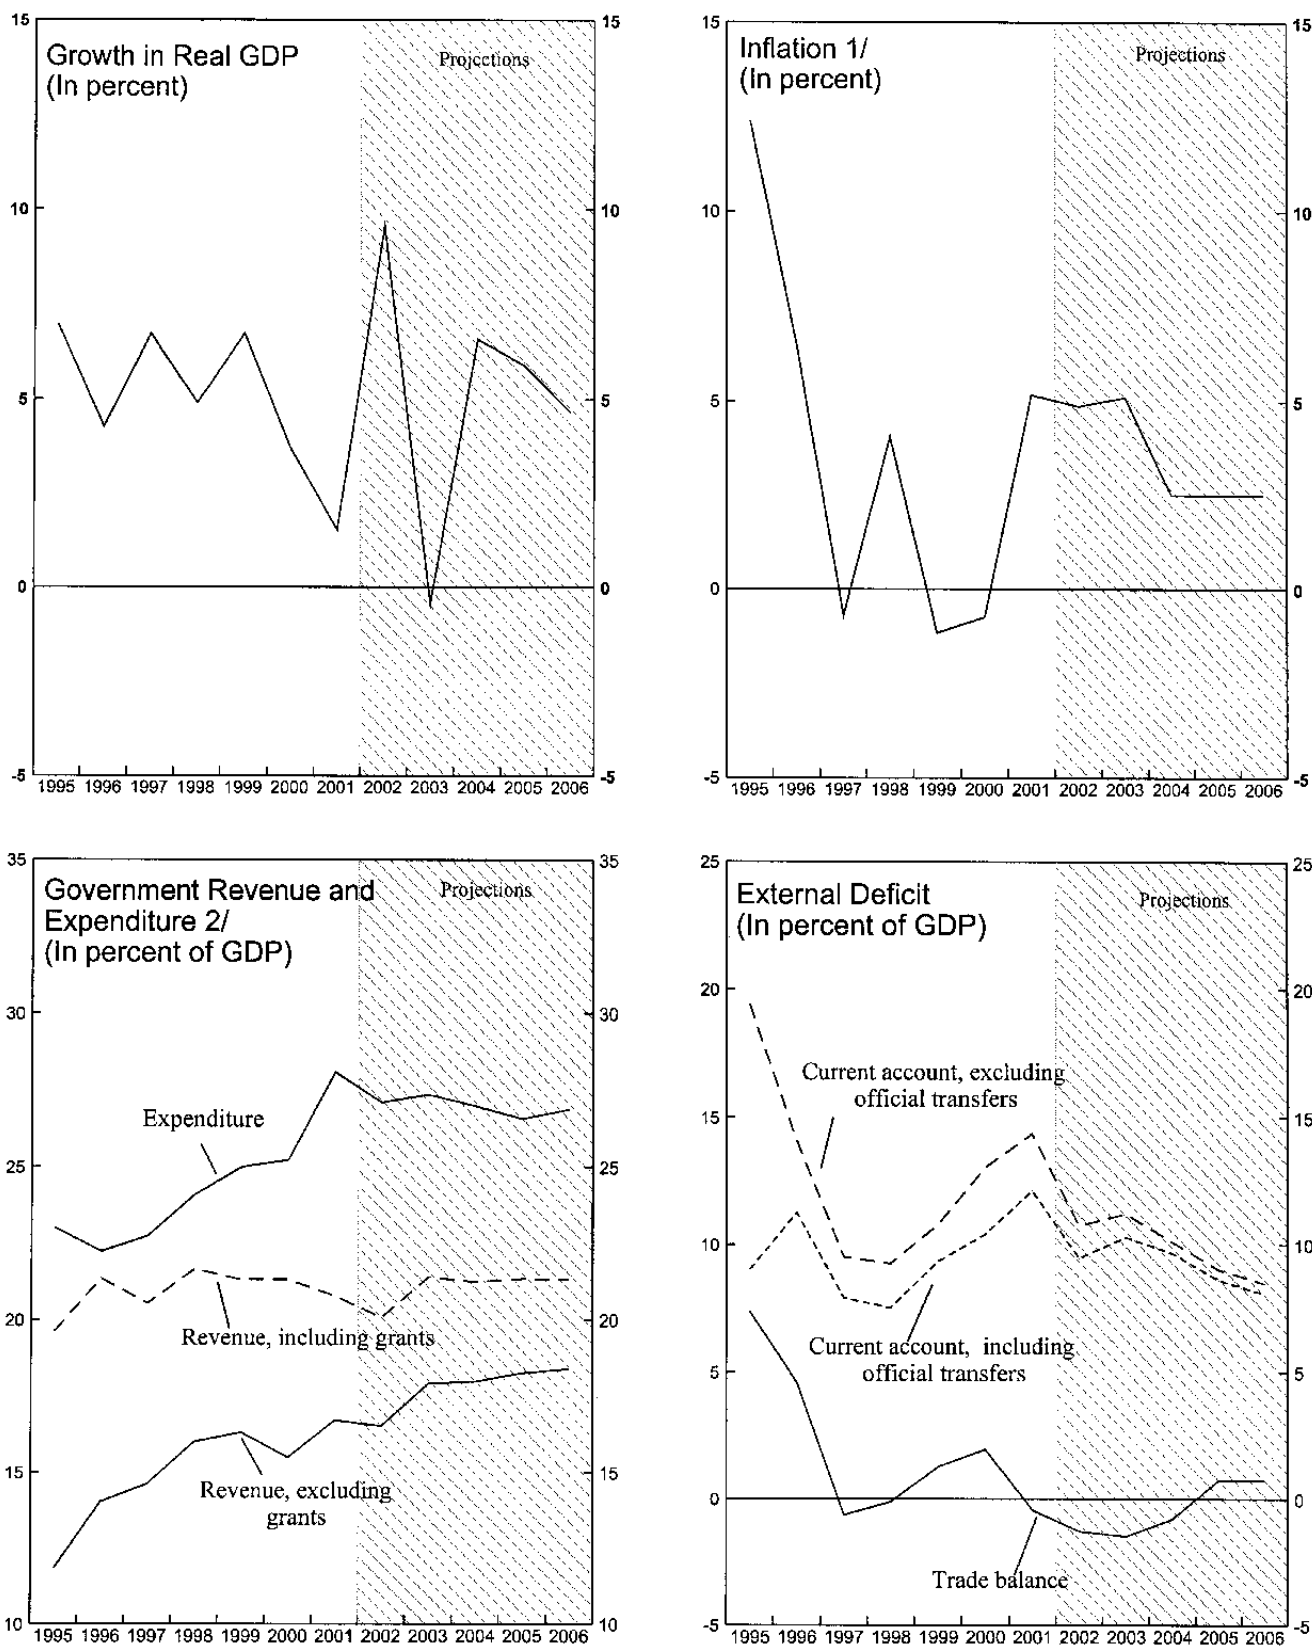 Growth in Real GDP
(In percent)
Projections
15
10
5
0
-5
15
10
5
0
-5
1995 1996 1997 1998 1999 2000 2001 2002 2003 2004 2005 2006
Inflation 1/
(In percent)
Projections
15
10
5
0
-5
15
10
5
0
-5
1995 1996 1997 1998 1999 2000 2001 2002 2003 2004 2005 2006
Government Revenue and
Expenditure 2/
(In percent of GDP)
Projections
35
30
25
20
15
10
35
30
25
20
15
10
Expenditure
Revenue, including grants
Revenue, excluding
grants
1995 1996 1997 1998 1999 2000 2001 2002 2003 2004 2005 2006
External Deficit
(In percent of GDP)
Projections
25
20
15
10
5
0
-5
25
20
15
10
5
0
-5
Current account, excluding
official transfers
Current account, including
official transfers
Trade balance
1995 1996 1997 1998 1999 2000 2001 2002 2003 2004 2005 2006